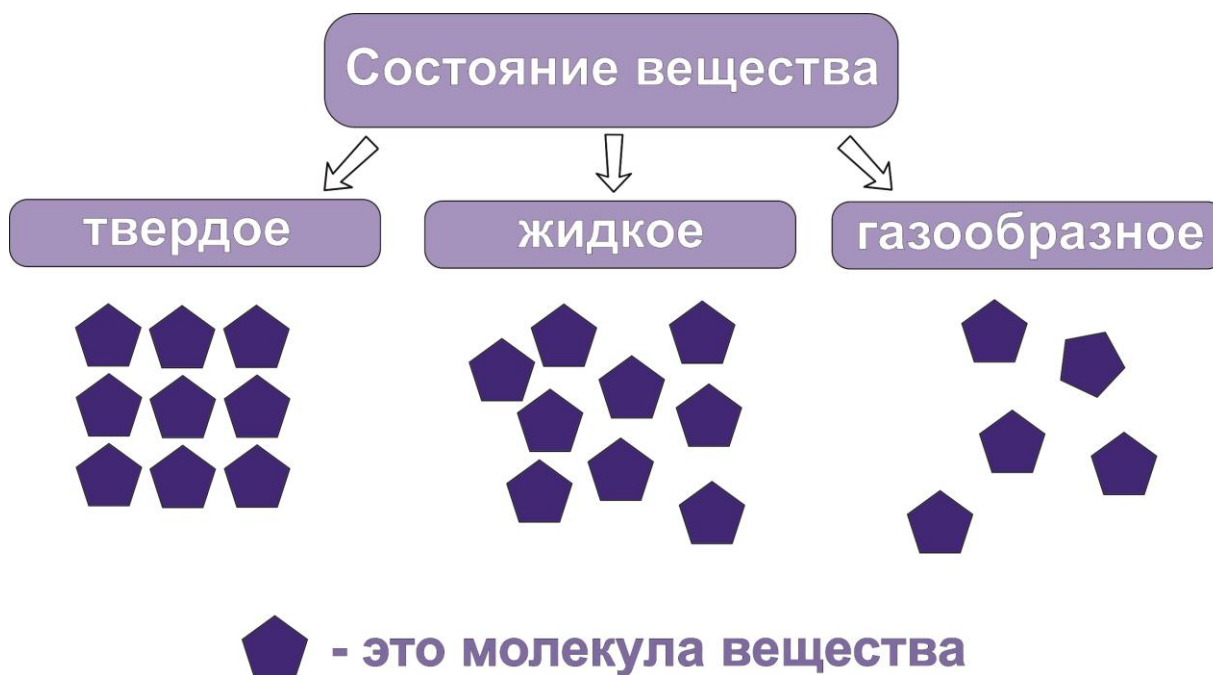 Состояние вещества
твердое
жидкое
газообразное
- это молекула вещества